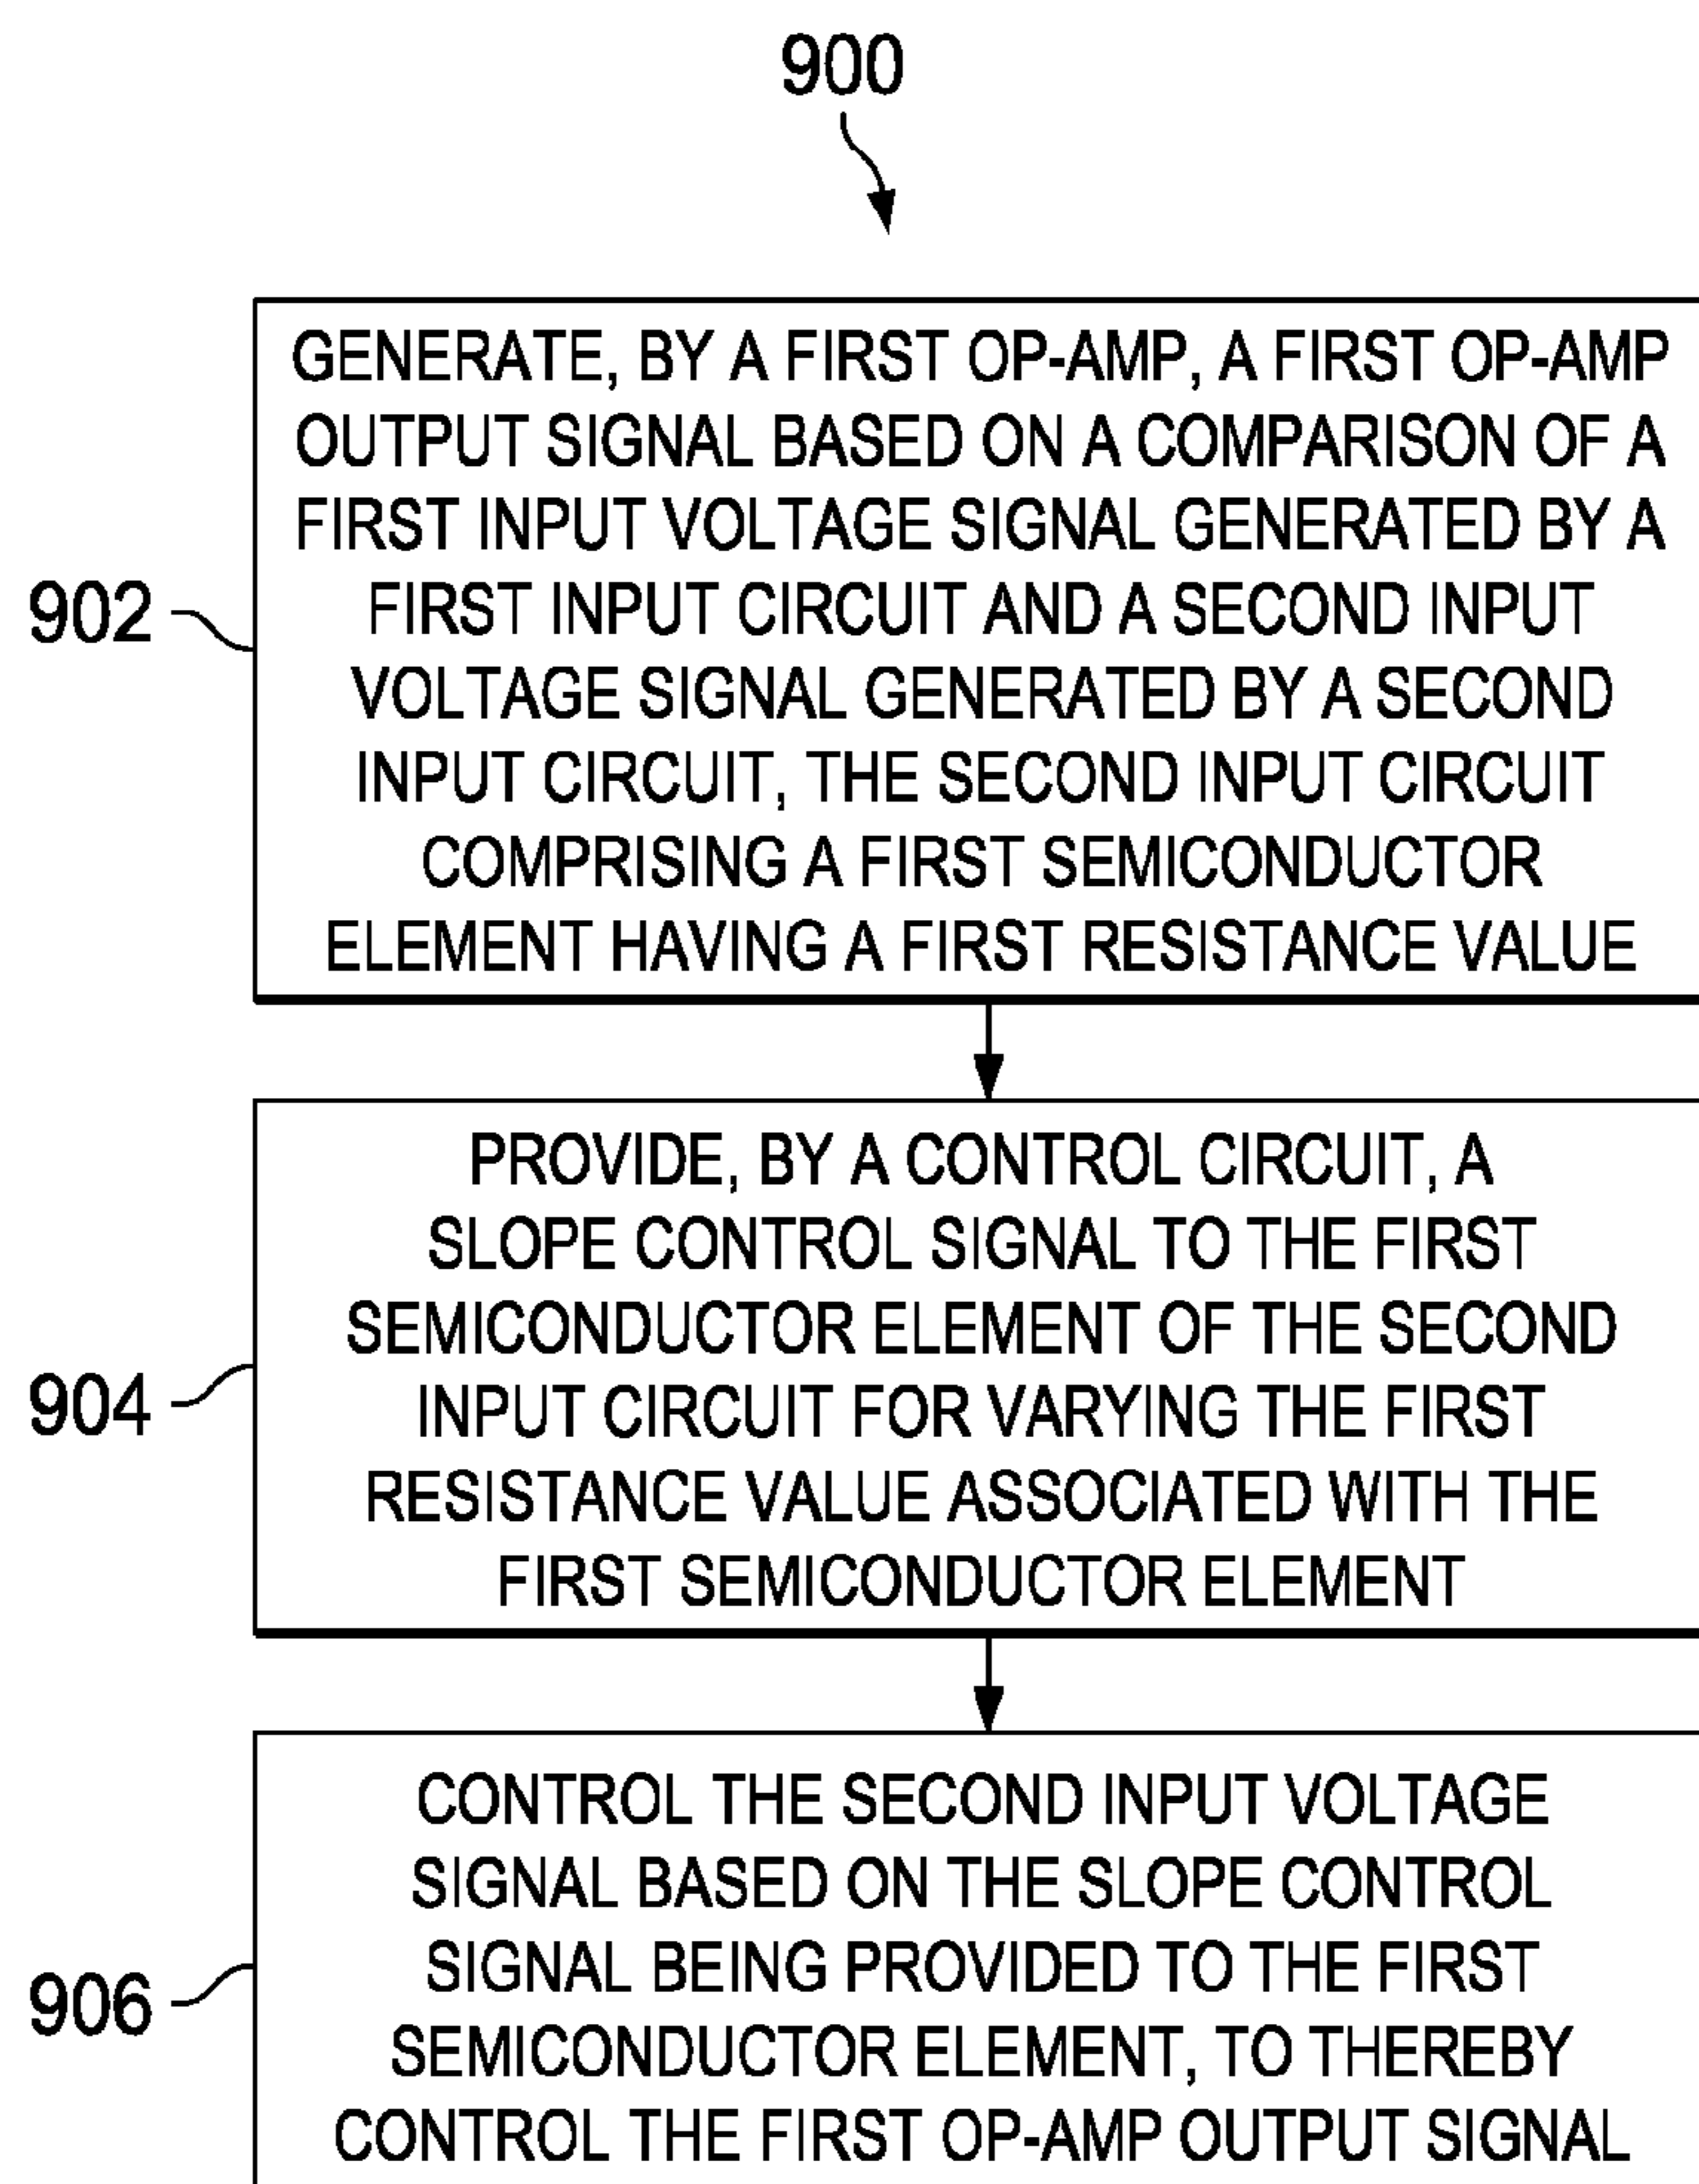 900
GENERATE, BY A FIRST OP-AMP, A FIRST OP-AMP
OUTPUT SIGNAL BASED ON A COMPARISON OF A
FIRST INPUT VOLTAGE SIGNAL GENERATED BY A
FIRST INPUT CIRCUIT AND A SECOND INPUT
VOLTAGE SIGNAL GENERATED BY A SECOND
INPUT CIRCUIT, THE SECOND INPUT CIRCUIT
COMPRISING A FIRST SEMICONDUCTOR
ELEMENT HAVING A FIRST RESISTANCE VALUE
902
PROVIDE, BY A CONTROL CIRCUIT, A
SLOPE CONTROL SIGNAL TO THE FIRST
SEMICONDUCTOR ELEMENT OF THE SECOND
INPUT CIRCUIT FOR VARYING THE FIRST
RESISTANCE VALUE ASSOCIATED WITH THE
FIRST SEMICONDUCTOR ELEMENT
904
CONTROL THE SECOND INPUT VOLTAGE
SIGNAL BASED ON THE SLOPE CONTROL
SIGNAL BEING PROVIDED TO THE FIRST
SEMICONDUCTOR ELEMENT, TO THEREBY
CONTROL THE FIRST OP-AMP OUTPUT SIGNAL
906